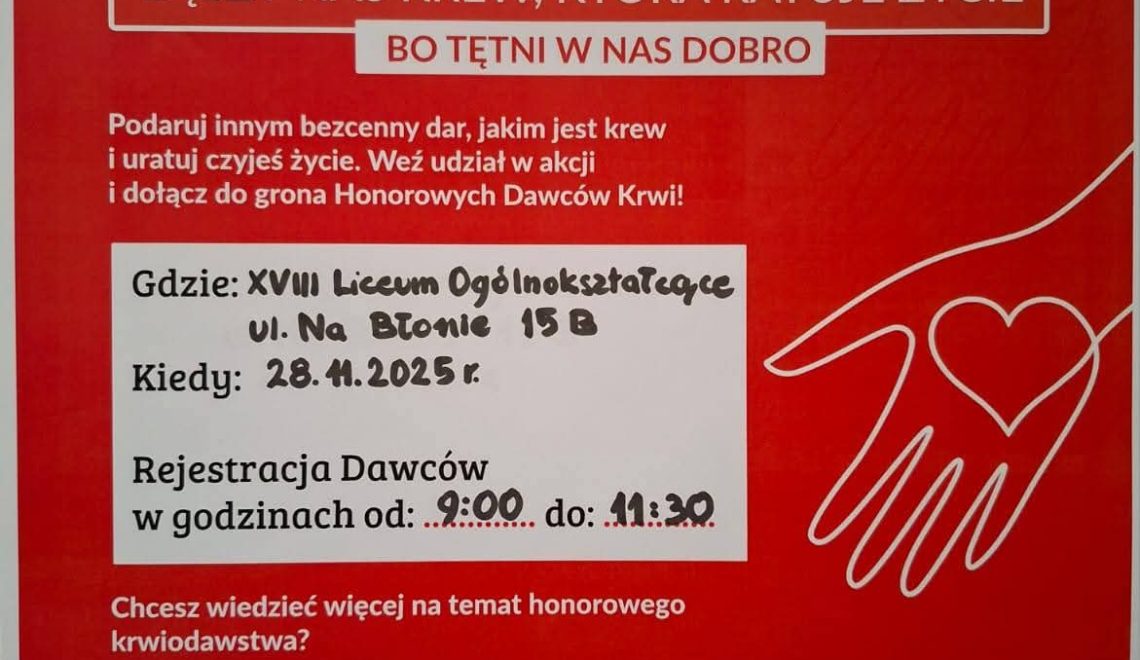 BO TĘTNI W NAS DOBRO
Podaruj innym bezcenny dar, jakim jest krew
i uratuj czyjeś życie. Weź udział w akcji
i dołącz do grona Honorowych Dawców Krwi!
Gdzie: XVIII Liceum Ogólnokształcące
ul. Na Błonie 15 B
Kiedy: 28.11.2025 r.
Rejestracja Dawców
w godzinach od: 9:00 do: 11:30
Chcesz wiedzieć więcej na temat honorowego
krwiodawstwa?